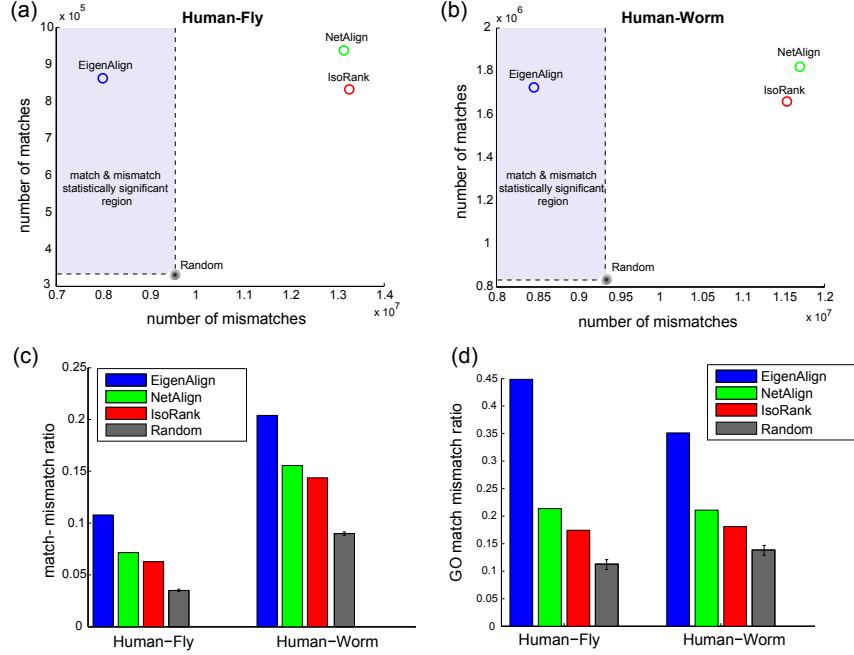 (a)
Human-Fly
x 10^5
10
9
8
7
6
5
4
3
number of matches
EigenAlign
NetAlign
IsoRank
match & mismatch
statistically significant
region
Random
0.7
0.8
0.9
1
1.1
1.2
1.3
1.4
x 10^7
number of mismatches
(b)
Human-Worm
x 10^6
2
1.8
1.6
1.4
1.2
1
0.8
number of matches
EigenAlign
NetAlign
IsoRank
match & mismatch
statistically significant
region
Random
0.8
0.85
0.9
0.95
1
1.05
1.1
1.15
1.2
x 10^7
number of mismatches
(c)
0.25
0.2
0.15
0.1
0.05
0
match- mismatch ratio
EigenAlign
NetAlign
IsoRank
Random
Human−Fly
Human−Worm
(d)
0.45
0.4
0.35
0.3
0.25
0.2
0.15
0.1
0.05
0
GO match mismatch ratio
EigenAlign
NetAlign
IsoRank
Random
Human−Fly
Human−Worm